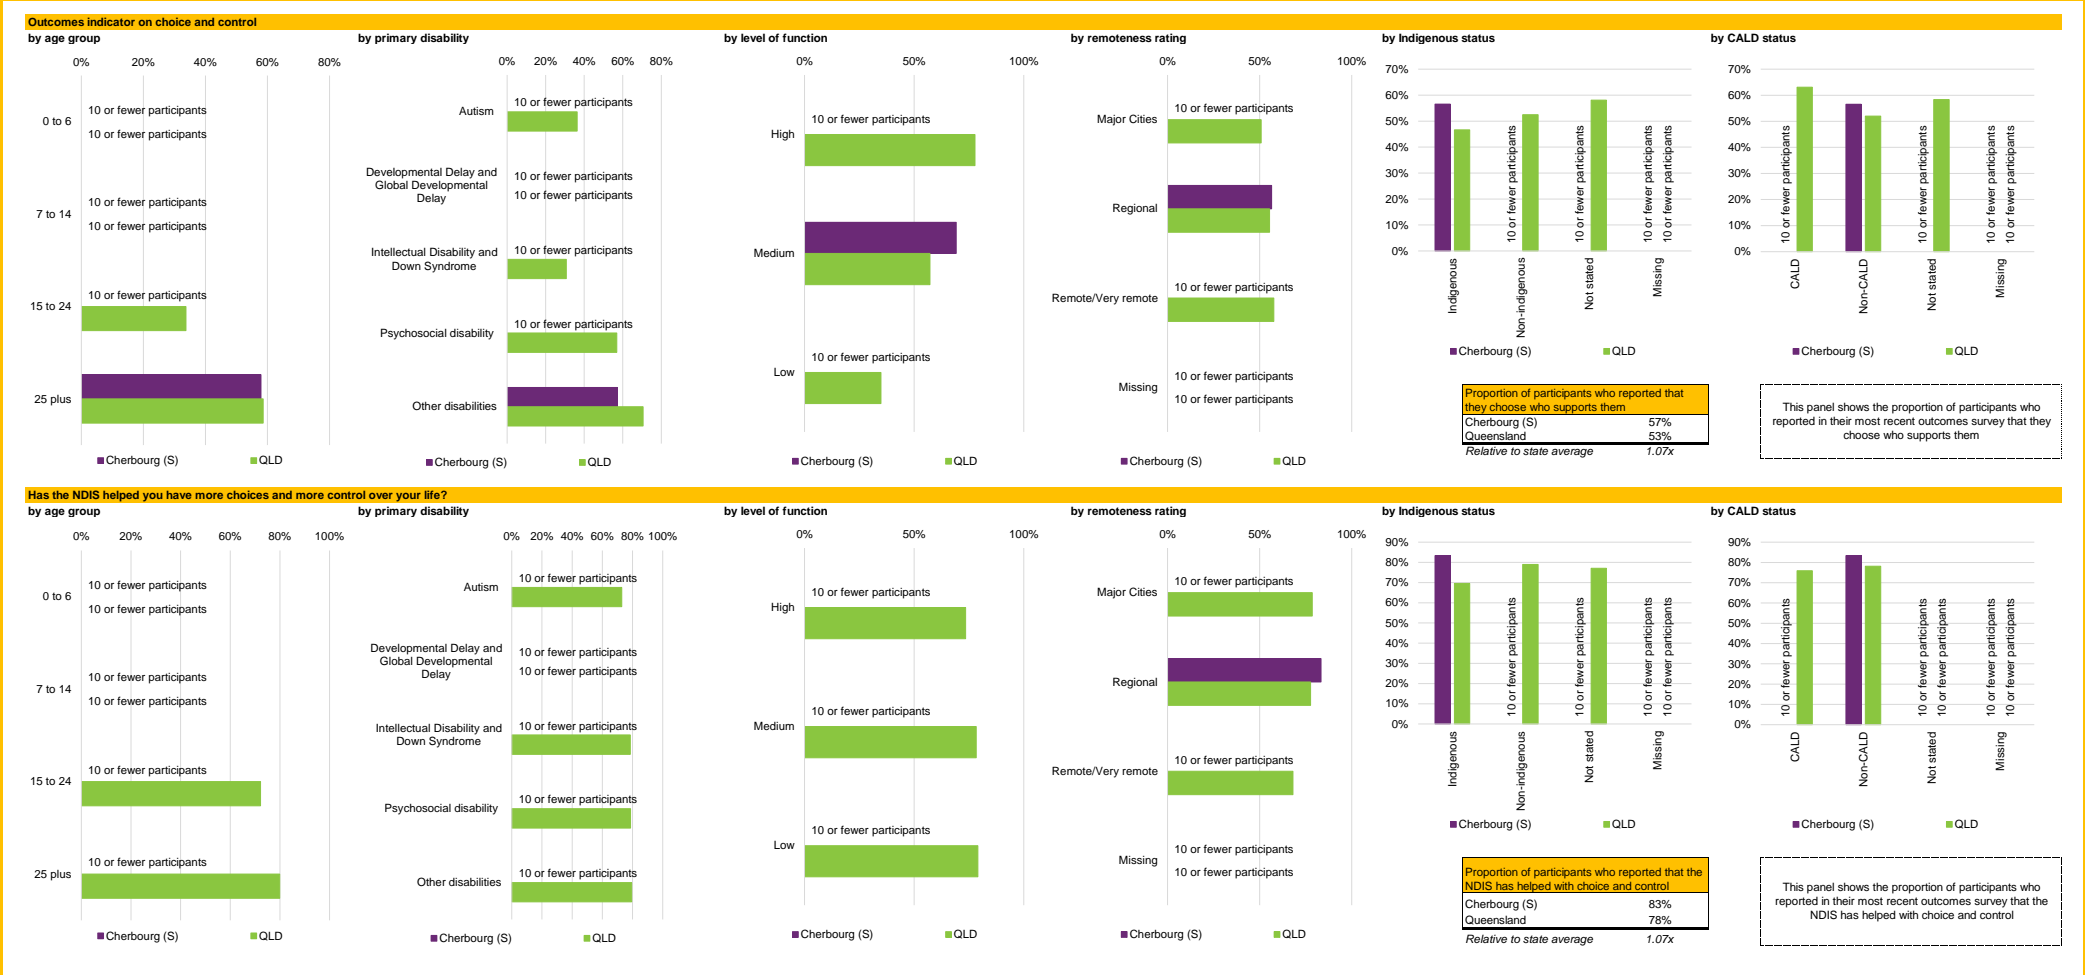 Outcomes indicator on choice and control
by age group
0% 20% 40% 60% 80%
0 to 6
10 or fewer participants
10 or fewer participants
7 to 14
10 or fewer participants
10 or fewer participants
15 to 24
10 or fewer participants
25 plus
Cherbourg (S) QLD
by primary disability
0% 20% 40% 60% 80%
Autism
10 or fewer participants
Developmental Delay and
Global Developmental
Delay
10 or fewer participants
10 or fewer participants
Intellectual Disability and
Down Syndrome
10 or fewer participants
Psychosocial disability
10 or fewer participants
Other disabilities
Cherbourg (S) QLD
by level of function
0% 50% 100%
High
10 or fewer participants
Medium
Low
10 or fewer participants
Cherbourg (S) QLD
by remoteness rating
0% 50% 100%
Major Cities
10 or fewer participants
Regional
Remote/Very remote
10 or fewer participants
Missing
10 or fewer participants
10 or fewer participants
Cherbourg (S) QLD
by Indigenous status
70%
60%
50%
40%
30%
20%
10%
0%
10 or fewer participants
10 or fewer participants
10 or fewer participants
10 or fewer participants
Indigenous
Non-indigenous
Not stated
Missing
Cherbourg (S) QLD
Proportion of participants who reported that
they choose who supports them
Cherbourg (S) 57%
Queensland 53%
Relative to state average 1.07x
by CALD status
70%
60%
50%
40%
30%
20%
10%
0%
10 or fewer participants
10 or fewer participants
10 or fewer participants
10 or fewer participants
CALD
Non-CALD
Not stated
Missing
Cherbourg (S) QLD
This panel shows the proportion of participants who
reported in their most recent outcomes survey that they
choose who supports them
Has the NDIS helped you have more choices and more control over your life?
by age group
0% 20% 40% 60% 80% 100%
0 to 6
10 or fewer participants
10 or fewer participants
7 to 14
10 or fewer participants
10 or fewer participants
15 to 24
10 or fewer participants
25 plus
10 or fewer participants
Cherbourg (S) QLD
by primary disability
0% 20% 40% 60% 80% 100%
Autism
10 or fewer participants
Developmental Delay and
Global Developmental
Delay
10 or fewer participants
10 or fewer participants
Intellectual Disability and
Down Syndrome
10 or fewer participants
Psychosocial disability
10 or fewer participants
Other disabilities
10 or fewer participants
Cherbourg (S) QLD
by level of function
0% 50% 100%
High
10 or fewer participants
Medium
10 or fewer participants
Low
10 or fewer participants
Cherbourg (S) QLD
by remoteness rating
0% 50% 100%
Major Cities
10 or fewer participants
Regional
Remote/Very remote
10 or fewer participants
Missing
10 or fewer participants
10 or fewer participants
Cherbourg (S) QLD
by Indigenous status
90%
80%
70%
60%
50%
40%
30%
20%
10%
0%
10 or fewer participants
10 or fewer participants
10 or fewer participants
10 or fewer participants
Indigenous
Non-indigenous
Not stated
Missing
Cherbourg (S) QLD
Proportion of participants who reported that the
NDIS has helped with choice and control
Cherbourg (S) 83%
Queensland 78%
Relative to state average 1.07x
by CALD status
90%
80%
70%
60%
50%
40%
30%
20%
10%
0%
10 or fewer participants
10 or fewer participants
10 or fewer participants
10 or fewer participants
10 or fewer participants
CALD
Non-CALD
Not stated
Missing
Cherbourg (S) QLD
This panel shows the proportion of participants who
reported in their most recent outcomes survey that the
NDIS has helped with choice and control